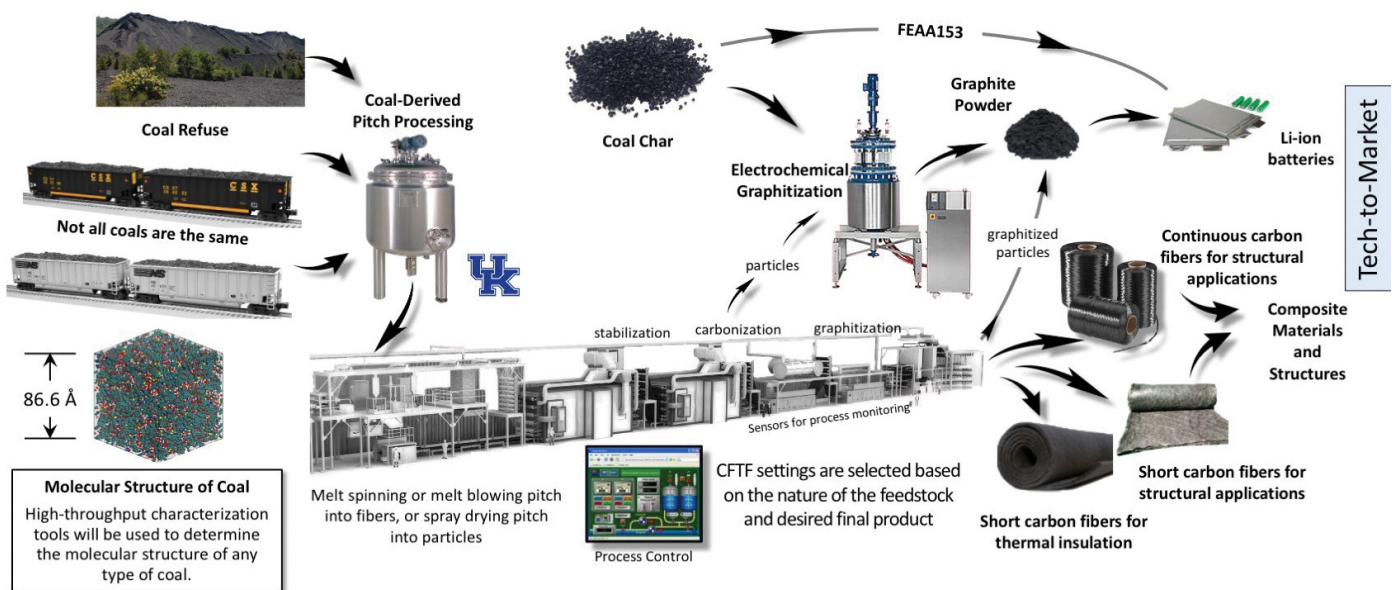 Coal Refuse
Coal-Derived
Pitch Processing
CSX
CSX
Not all coals are the same
NS
UK
86.6 Å
Molecular Structure of Coal
High-throughput characterization
tools will be used to determine
the molecular structure of any
type of coal.
Coal Char
FEAA153
Electrochemical
Graphitization
Graphite
Powder
Li-ion
batteries
Tech-to-Market
particles
graphitized
particles
stabilization
carbonization
graphitization
Sensors for process monitoring
Melt spinning or melt blowing pitch
into fibers, or spray drying pitch
into particles
Process Control
CFTF settings are selected based
on the nature of the feedstock
and desired final product
Continuous carbon
fibers for structural
applications
Composite
Materials
and
Structures
Short carbon fibers for
structural applications
Short carbon fibers for
thermal insulation